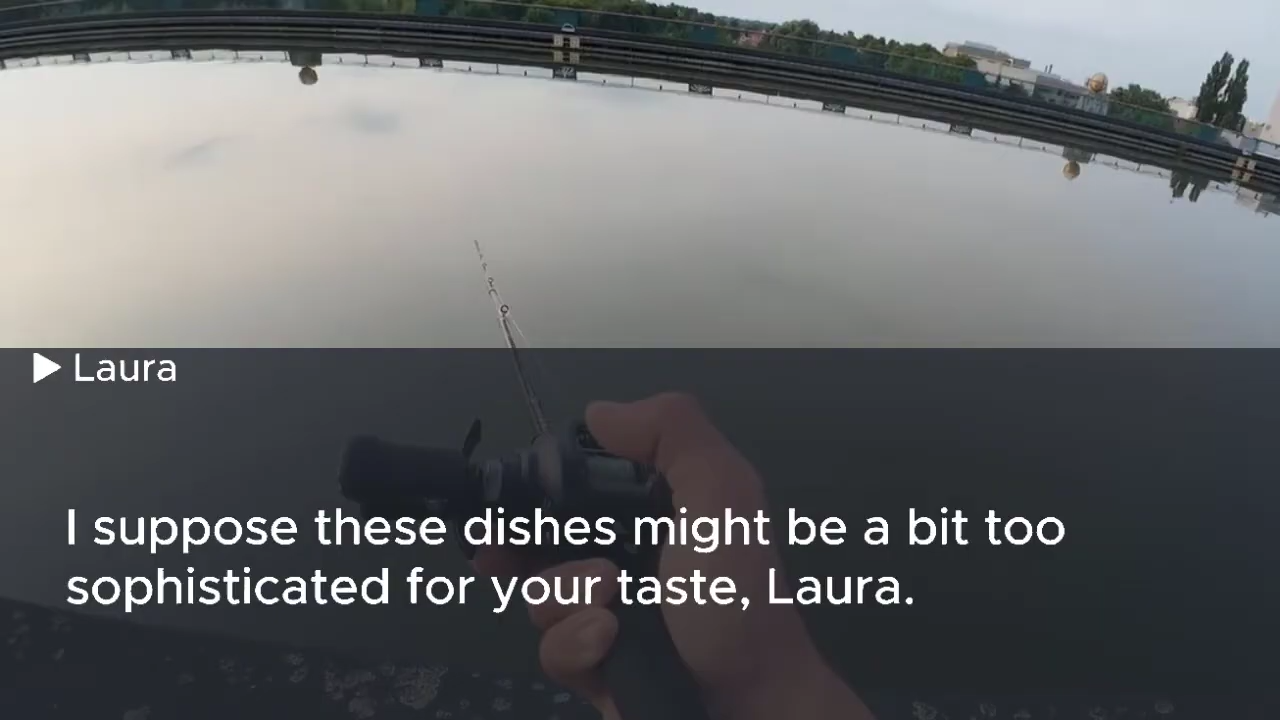 Laura
I suppose these dishes might be a bit too
sophisticated for your taste, Laura.